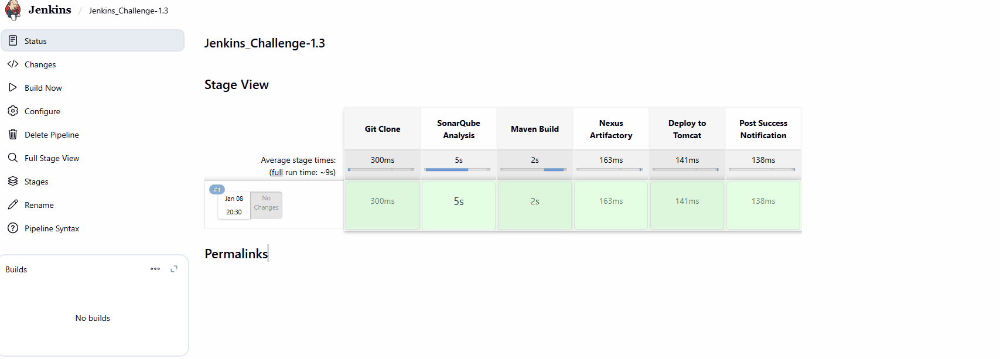 Jenkins / Jenkins_Challenge-1.3
Status
Changes
Build Now
Configure
Delete Pipeline
Full Stage View
Stages
Rename
Pipeline Syntax
Builds
No builds
Jenkins_Challenge-1.3
Stage View
Git Clone
SonarQube
Analysis
Maven Build
Nexus
Artifactory
Deploy to
Tomcat
Post Success
Notification
Average stage times:
(full run time: ~9s)
300ms
5s
2s
163ms
141ms
138ms
#1
Jan 08
20:30
No
Changes
300ms
5s
2s
163ms
141ms
138ms
Permalinks